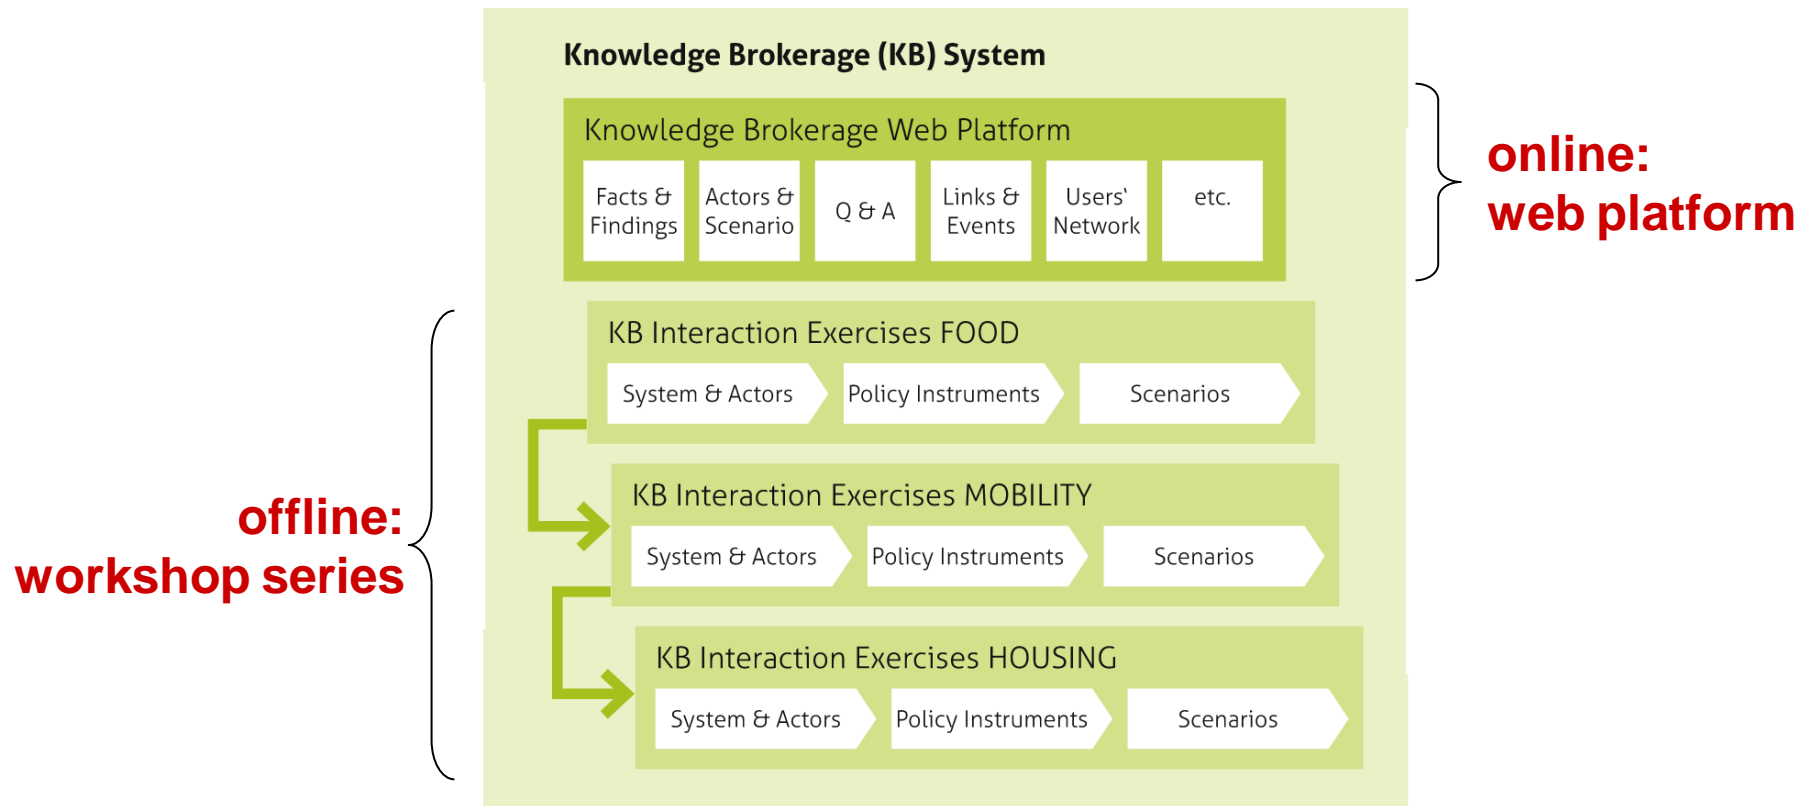 Knowledge Brokerage (KB) System
Knowledge Brokerage Web Platform
Facts &
Findings
Actors &
Scenario
Q & A
Links &
Events
Users‘
Network
etc.
online:
web platform
KB Interaction Exercises FOOD
System & Actors
Policy Instruments
Scenarios
offline:
workshop series
KB Interaction Exercises MOBILITY
System & Actors
Policy Instruments
Scenarios
KB Interaction Exercises HOUSING
System & Actors
Policy Instruments
Scenarios